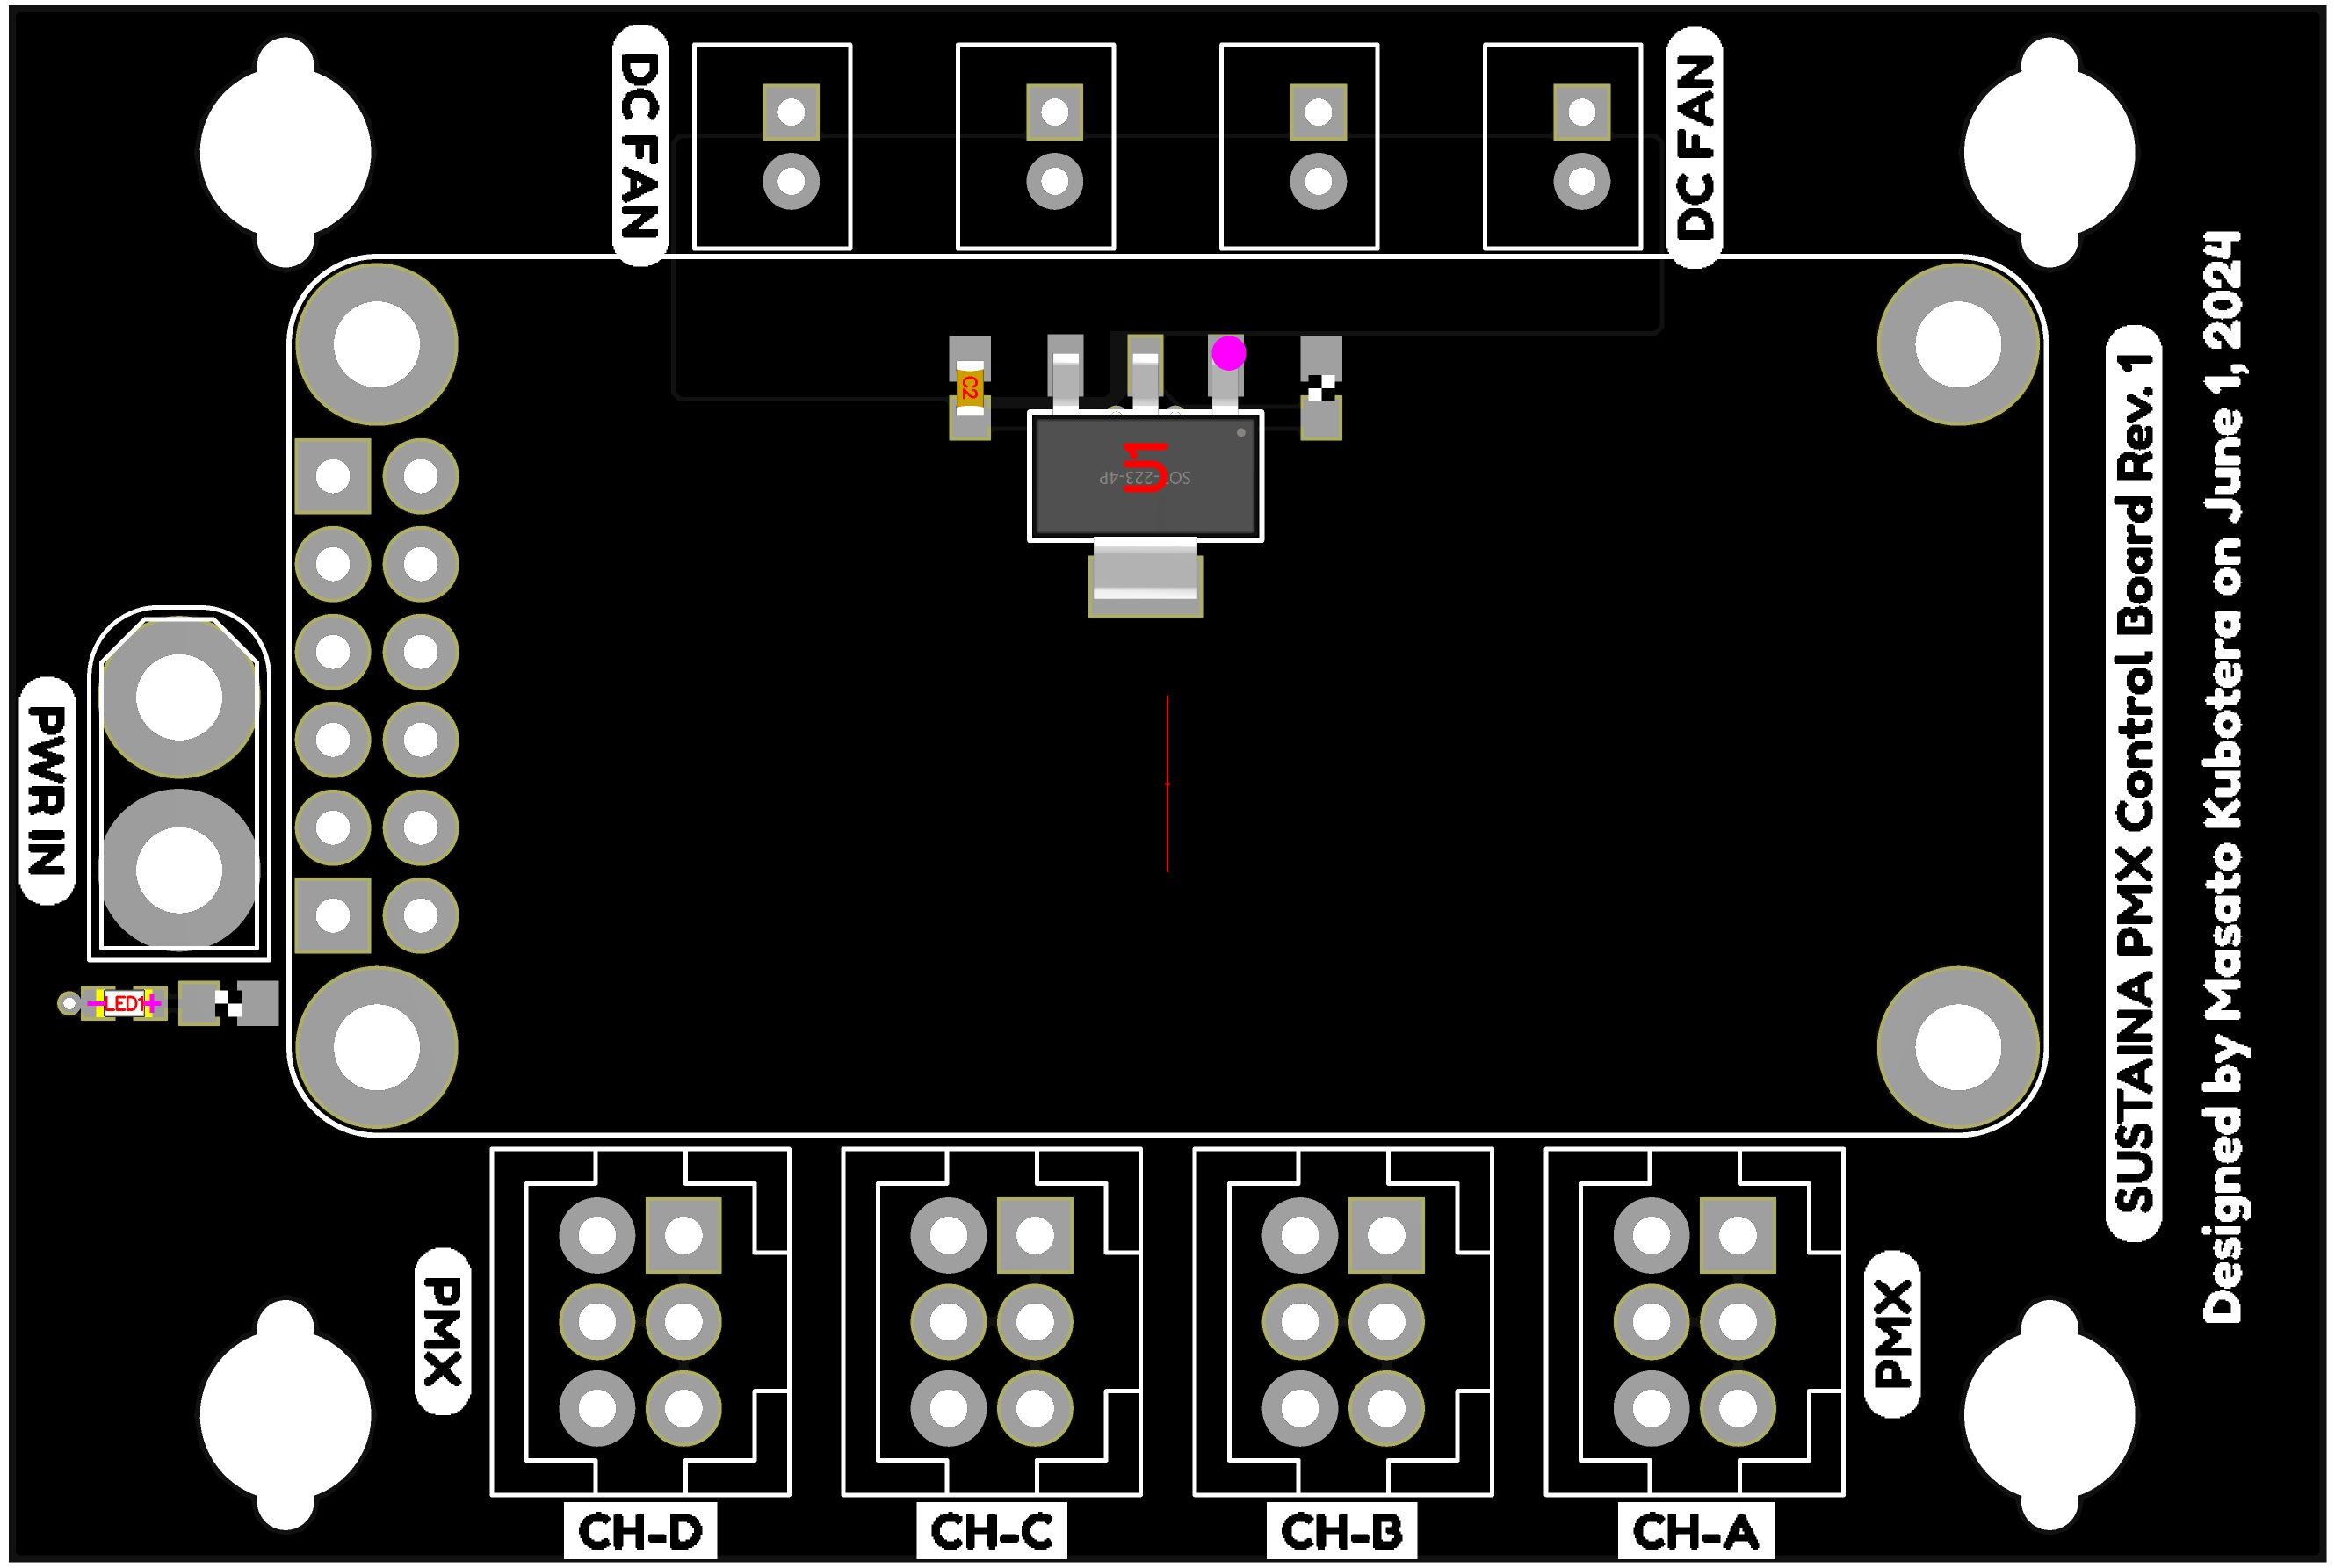 DC FAN
DC FAN
C2
U1
SOT-223-4P
PWR IN
LED1
SUSTAINA PMX Control Board Rev. 1
Designed by Masato Kubotera on June 1, 2024
PMX
PMX
CH-D
CH-C
CH-B
CH-A